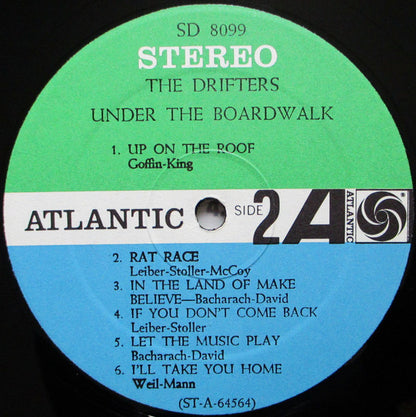 SD 8099
STEREO
THE DRIFTERS
UNDER THE BOARDWALK
1. UP ON THE ROOF
Goffin-King
ATLANTIC SIDE 2 A ATLANTIC
2. RAT RACE
Leiber-Stoller-McCoy
3. IN THE LAND OF MAKE
BELIEVE—Bacharach-David
4. IF YOU DON'T COME BACK
Leiber-Stoller
5. LET THE MUSIC PLAY
Bacharach-David
6. I'LL TAKE YOU HOME
Weil-Mann
(ST-A-64564)